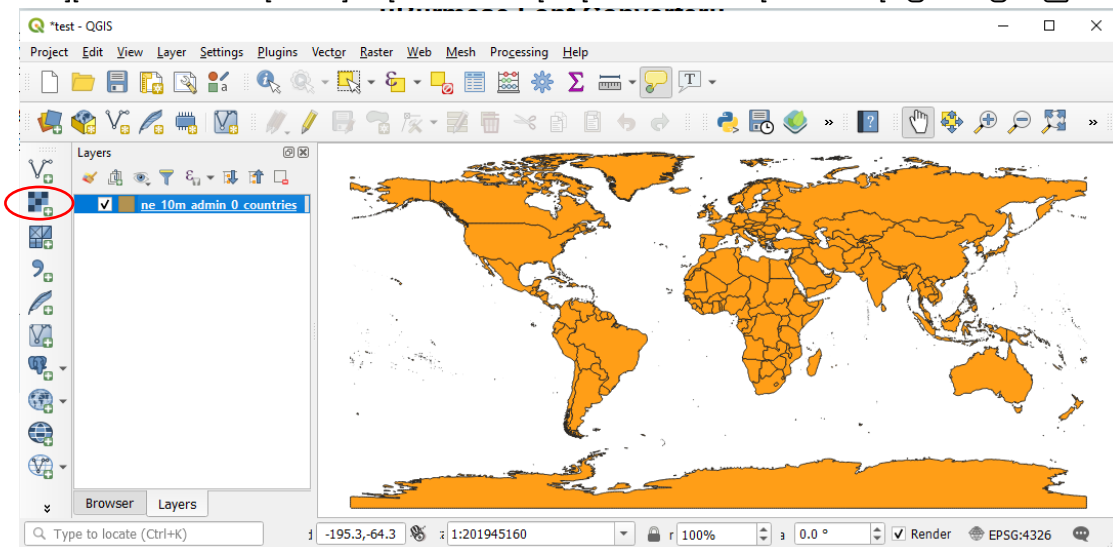 *test - QGIS
Project Edit View Layer Settings Plugins Vector Raster Web Mesh Processing Help
Layers
ne_10m_admin_0_countries
Browser Layers
Type to locate (Ctrl+K) -195.3,-64.3 1:201945160 r 100% a 0.0 ° Render EPSG:4326